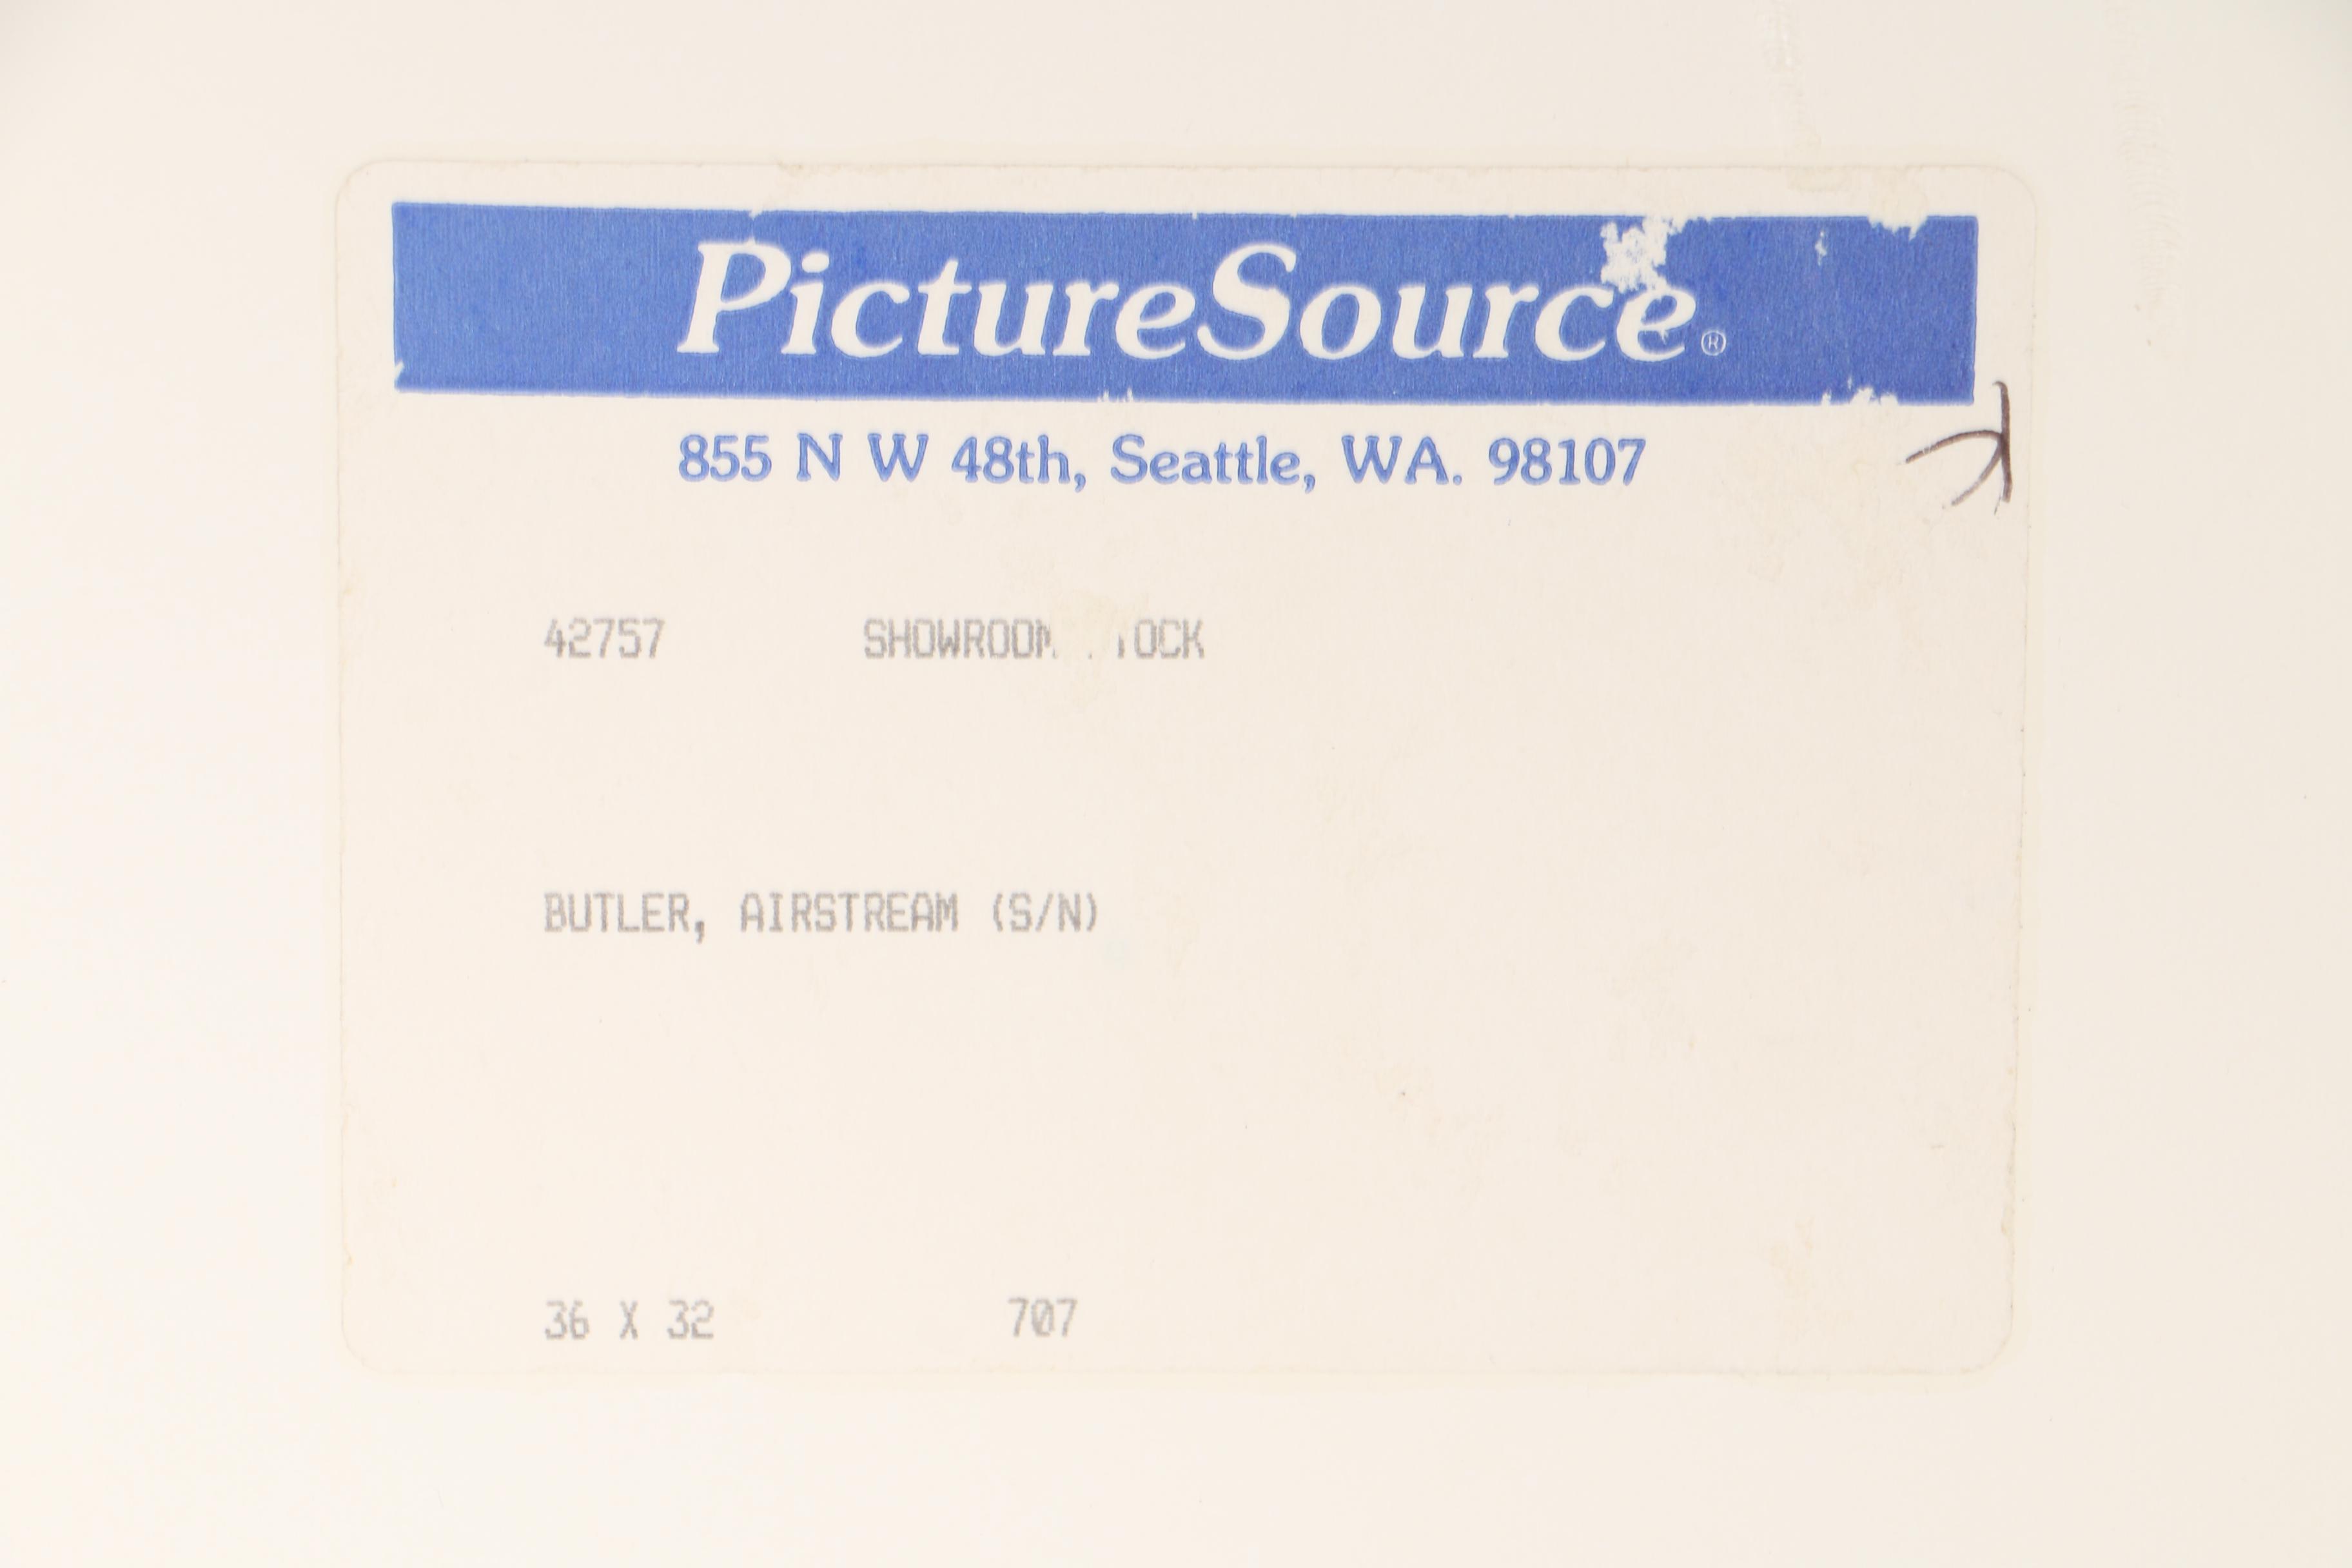 PictureSource®
855 N W 48th, Seattle, WA. 98107
42757 SHOWROOM
BUTLER, AIRSTREAM (S/N)
36 X 32 707